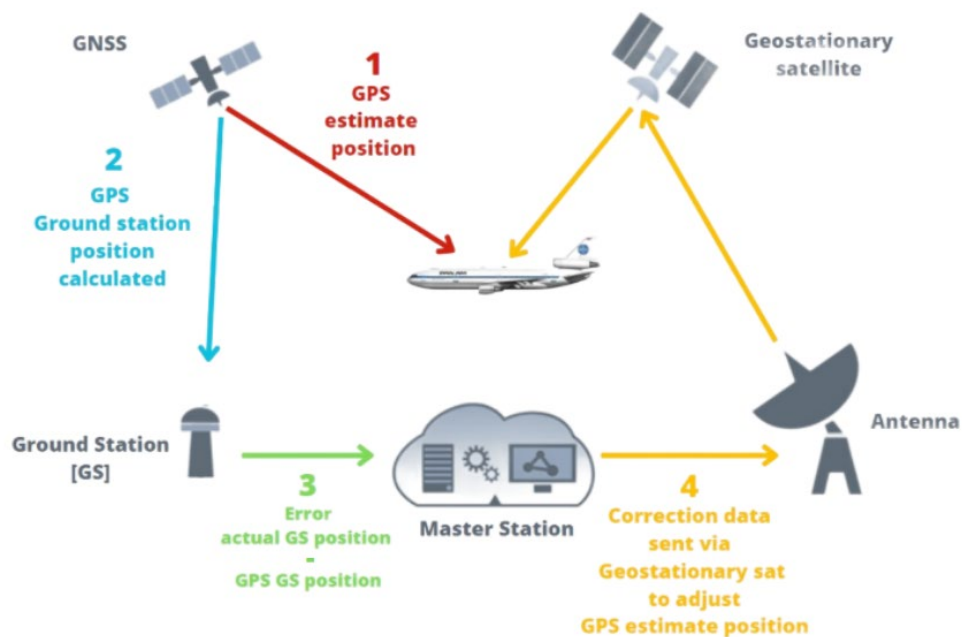 GNSS
1
GPS
estimate
position
Geostationary
satellite
2
GPS
Ground station
position
calculated
Ground Station
[GS]
3
Error
actual GS position
-
GPS GS position
Master Station
4
Correction data
sent via
Geostationary sat
to adjust
GPS estimate position
Antenna